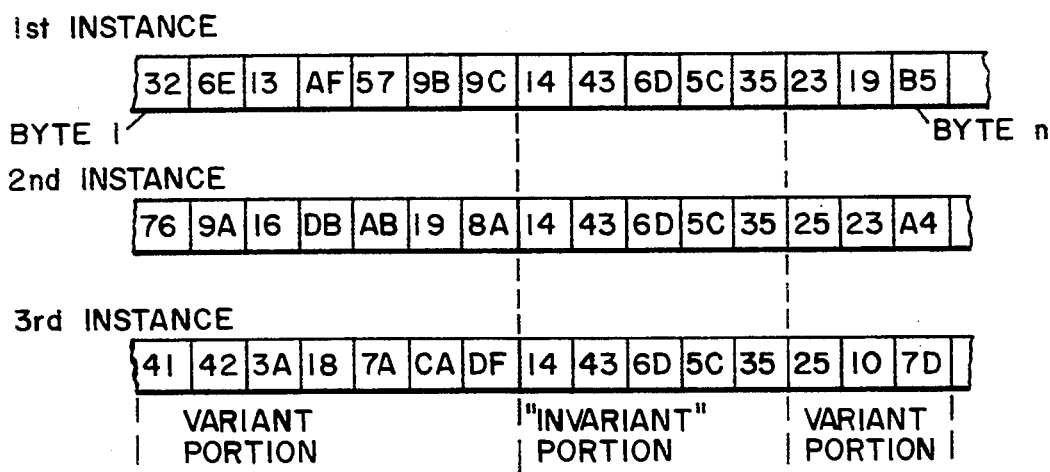 1st INSTANCE
32 6E 13 AF 57 9B 9C 14 43 6D 5C 35 23 19 B5
BYTE 1 BYTE n
2nd INSTANCE
76 9A 16 DB AB 19 8A 14 43 6D 5C 35 25 23 A4
3rd INSTANCE
41 42 3A 18 7A CA DF 14 43 6D 5C 35 25 10 7D
VARIANT PORTION
"INVARIANT" PORTION
VARIANT PORTION